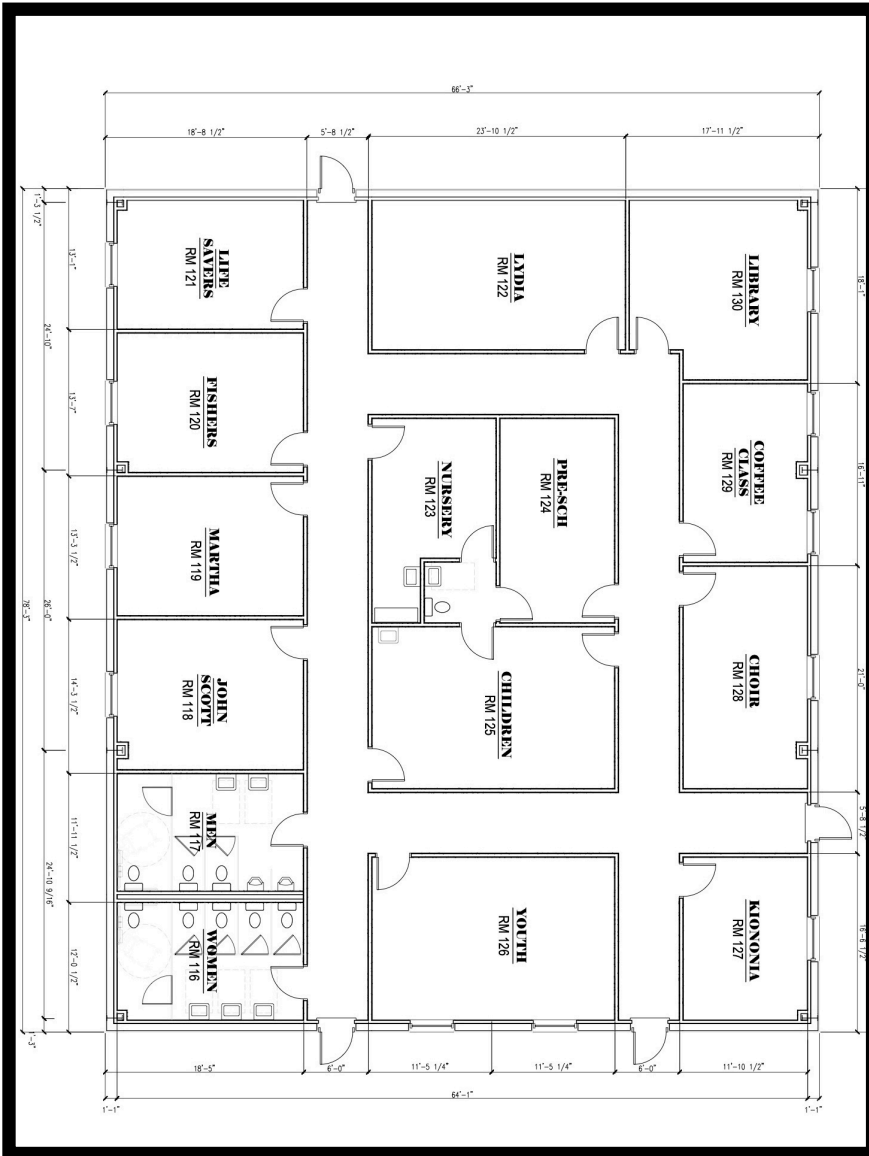 66'-3"
18'-8 1/2"
5'-8 1/2"
23'-10 1/2"
17'-11 1/2"
1'-3 1/2"
13'-1"
24'-10"
13'-7"
13'-3 1/2"
26'-0"
78'-3"
14'-3 1/2"
11'-11 1/2"
24'-10 9/16"
12'-0 1/2"
1'-3"
18'-1"
16'-11"
21'-0"
5'-8 1/2"
16'-6 1/2"
LIFE
SAVERS
RM 121
LYDIA
RM 122
LIBRARY
RM 130
FISHERS
RM 120
NURSERY
RM 123
PRE-SCH
RM 124
COFFEE
CLASS
RM 129
MARTHA
RM 119
JOHN
SCOTT
RM 118
CHILDREN
RM 125
CHOIR
RM 128
MEN
RM 117
WOMEN
RM 116
YOUTH
RM 126
KIONONIA
RM 127
18'-5"
6'-0"
11'-5 1/4"
11'-5 1/4"
6'-0"
11'-10 1/2"
1'-1"
64'-1"
1'-1"